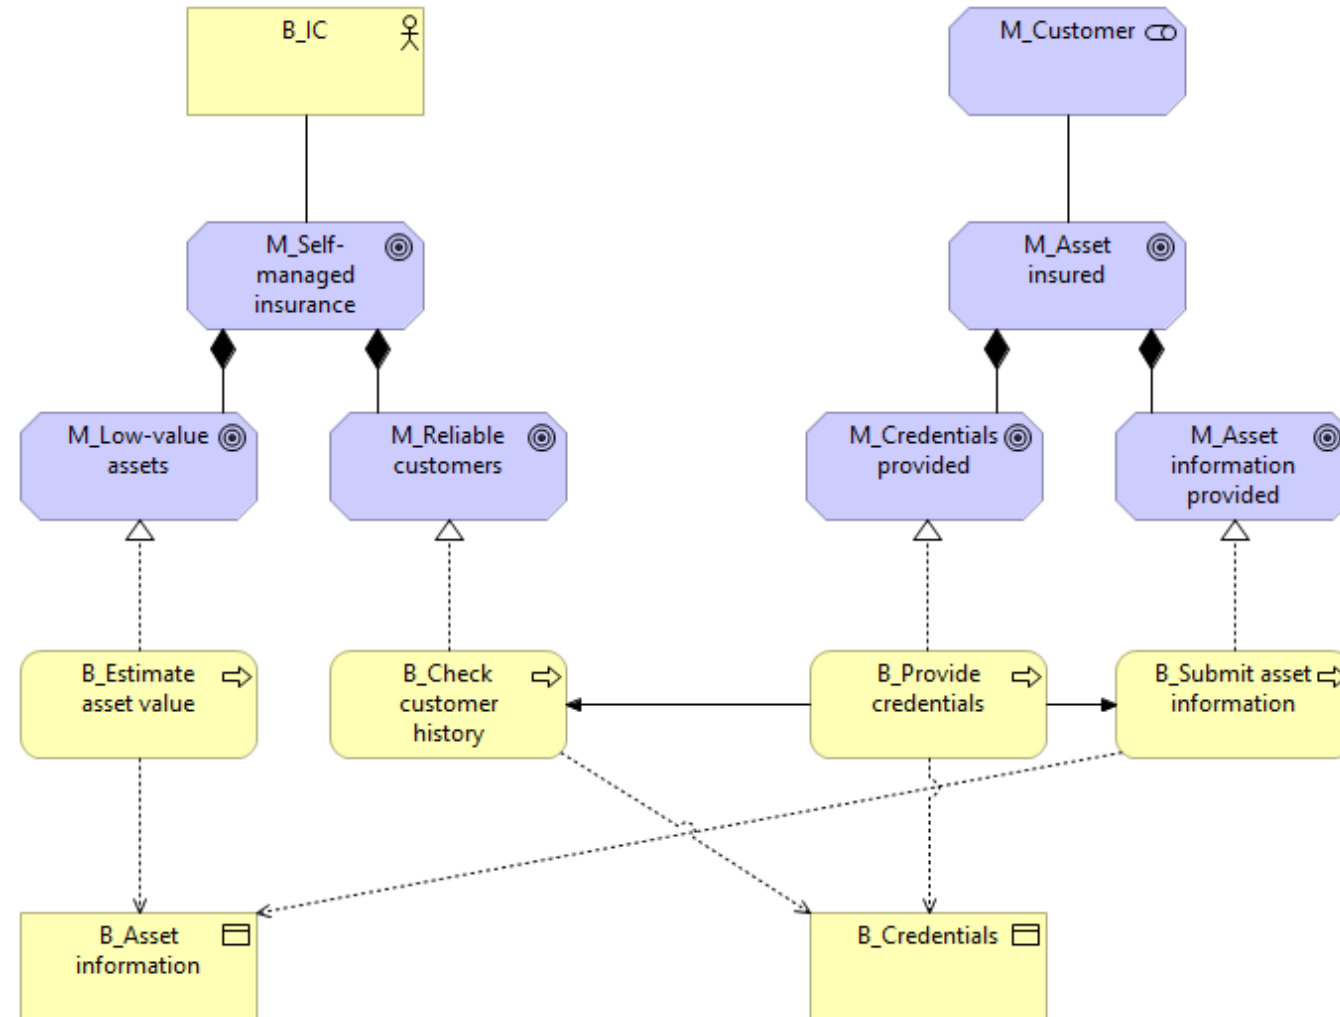 B_IC
M_Customer
M_Self-
managed
insurance
M_Asset
insured
M_Low-value
assets
M_Reliable
customers
M_Credentials
provided
M_Asset
information
provided
B_Estimate
asset value
B_Check
customer
history
B_Provide
credentials
B_Submit asset
information
B_Asset
information
B_Credentials